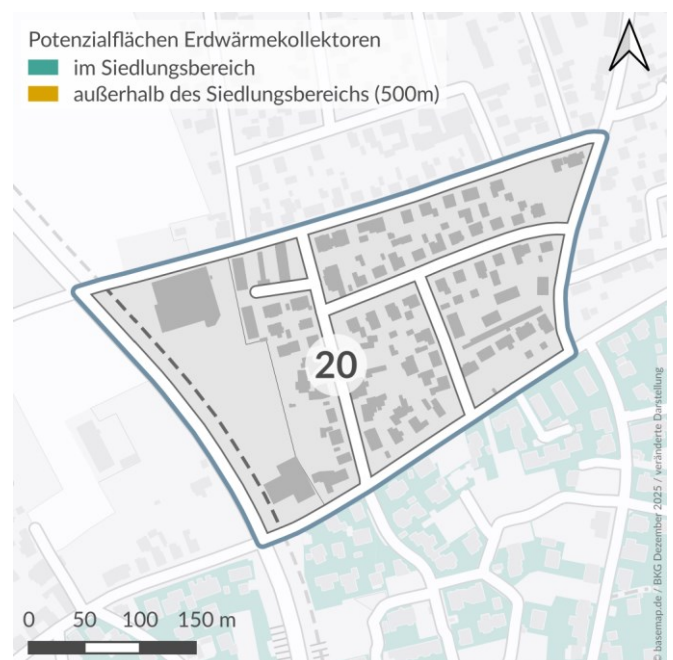 Potenzialflächen Erdwärmekollektoren
im Siedlungsbereich
außerhalb des Siedlungsbereichs (500m)
20
0 50 100 150 m
© basemap.de / BKG Dezember 2025 / veränderte Darstellung